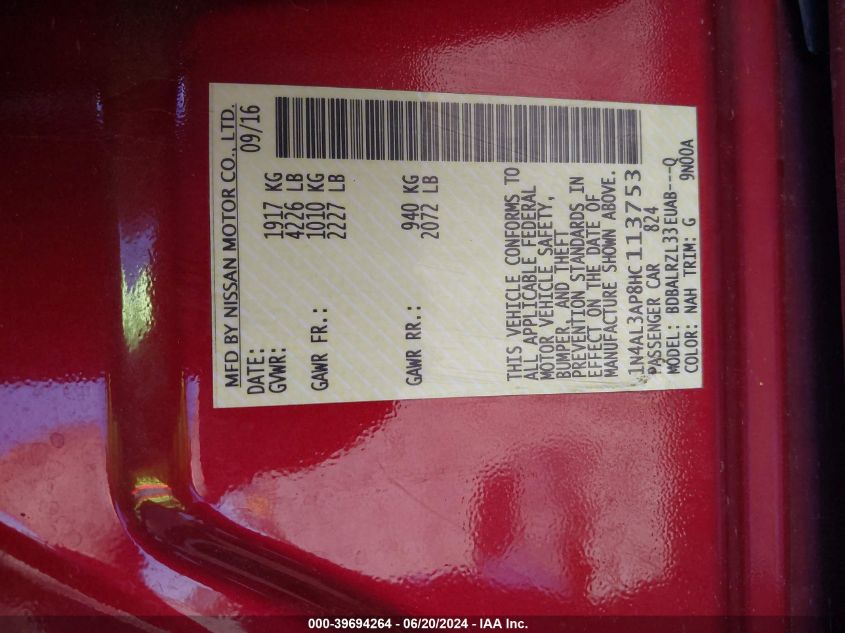 MFD BY NISSAN MOTOR CO., LTD.
DATE: 09/16
GVWR: 1917 KG
4226 LB
GAWR FR.: 1010 KG
2227 LB
GAWR RR.: 940 KG
2072 LB
THIS VEHICLE CONFORMS TO
ALL APPLICABLE FEDERAL
MOTOR VEHICLE SAFETY,
BUMPER, AND THEFT
PREVENTION STANDARDS IN
EFFECT ON THE DATE OF
MANUFACTURE SHOWN ABOVE.
1N4AL3AP8HC113753
PASSENGER CAR 824
MODEL: BDBALRZL33EUAB---Q
COLOR: NAH TRIM: G 9N00A
000-39694264 - 06/20/2024 - IAA Inc.